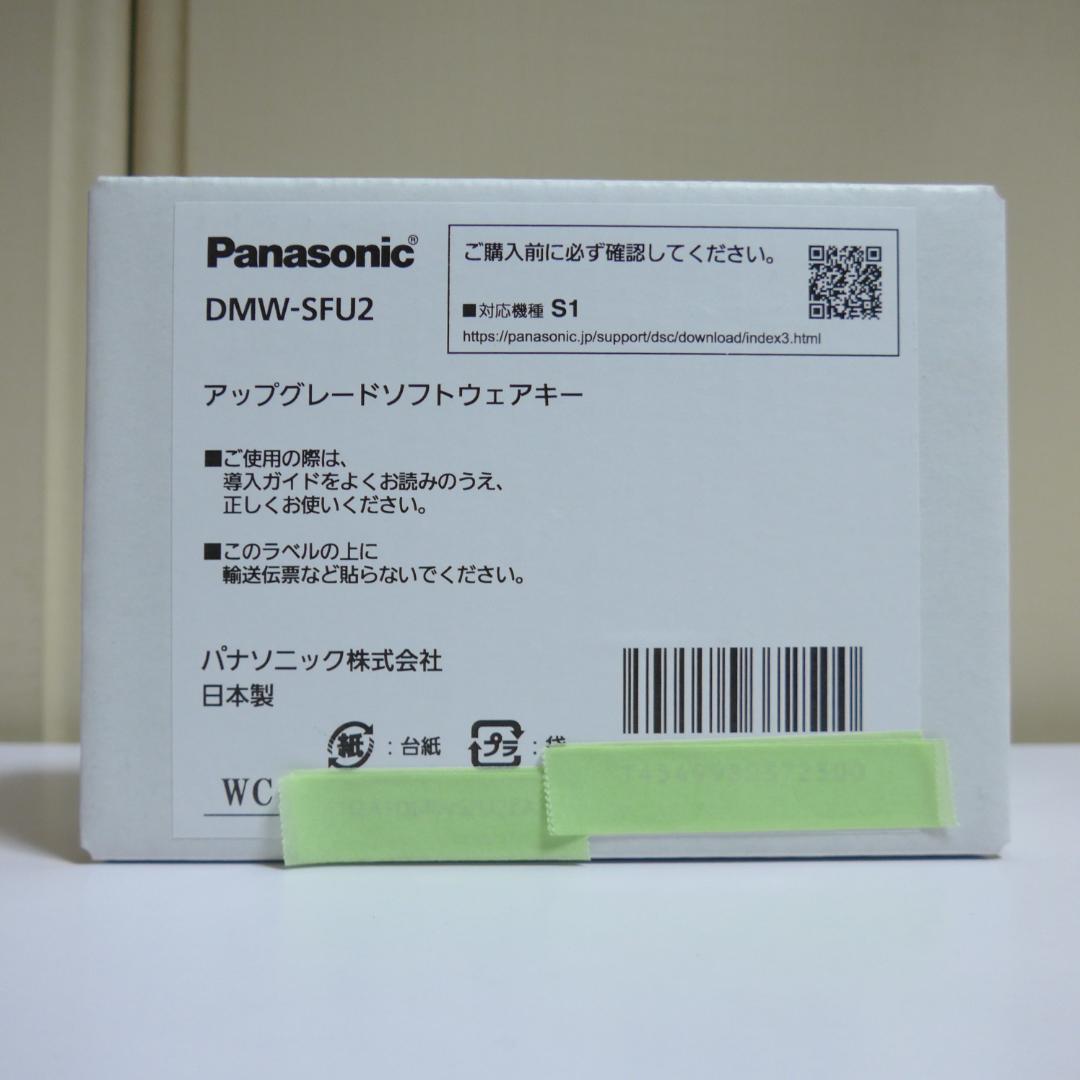 Panasonic®
DMW-SFU2
ご購入前に必ず確認してください。
■対応機種 S1
https://panasonic.jp/support/dsc/download/index3.html
アップグレードソフトウェアキー
■ご使用の際は、
導入ガイドをよくお読みのうえ、
正しくお使いください。
■このラベルの上に
輸送伝票など貼らないでください。
パナソニック株式会社
日本製
紙:台紙 プラ:袋
WC